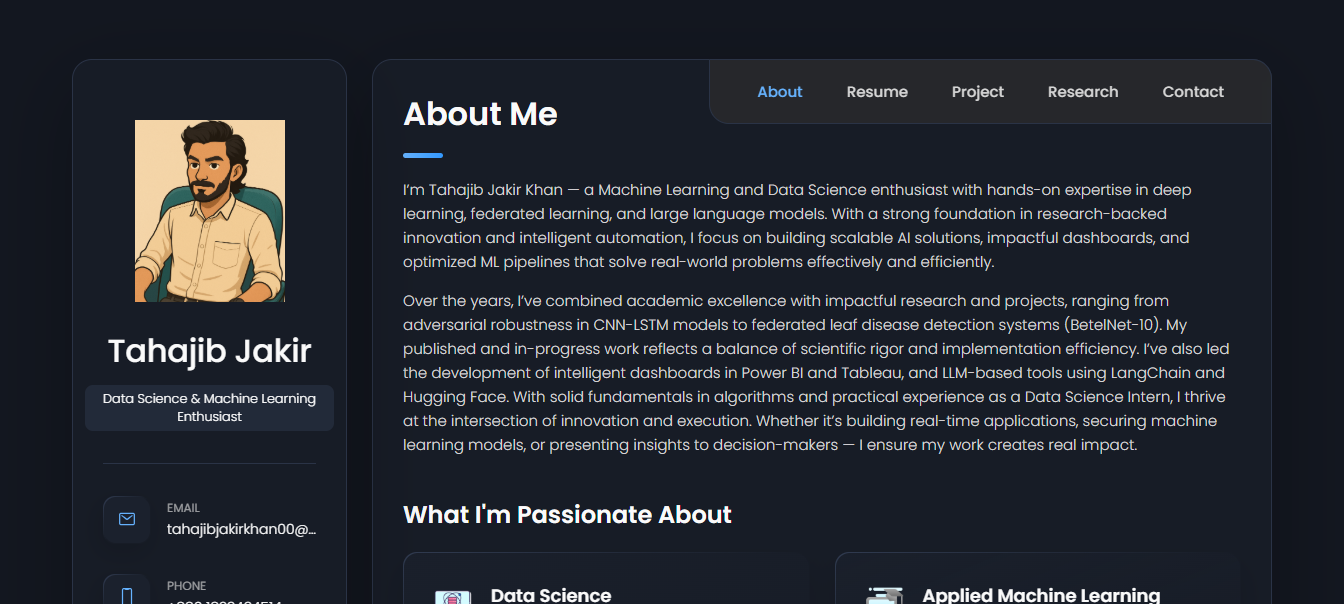 Tahajib Jakir
Data Science & Machine Learning
Enthusiast
EMAIL
tahajibjakirkhan00@...
PHONE
About
Resume
Project
Research
Contact
About Me
I'm Tahajib Jakir Khan — a Machine Learning and Data Science enthusiast with hands-on expertise in deep
learning, federated learning, and large language models. With a strong foundation in research-backed
innovation and intelligent automation, I focus on building scalable AI solutions, impactful dashboards, and
optimized ML pipelines that solve real-world problems effectively and efficiently.
Over the years, I've combined academic excellence with impactful research and projects, ranging from
adversarial robustness in CNN-LSTM models to federated leaf disease detection systems (BetelNet-10). My
published and in-progress work reflects a balance of scientific rigor and implementation efficiency. I've also led
the development of intelligent dashboards in Power BI and Tableau, and LLM-based tools using LangChain and
Hugging Face. With solid fundamentals in algorithms and practical experience as a Data Science Intern, I thrive
at the intersection of innovation and execution. Whether it's building real-time applications, securing machine
learning models, or presenting insights to decision-makers — I ensure my work creates real impact.
What I'm Passionate About
Data Science
Applied Machine Learning